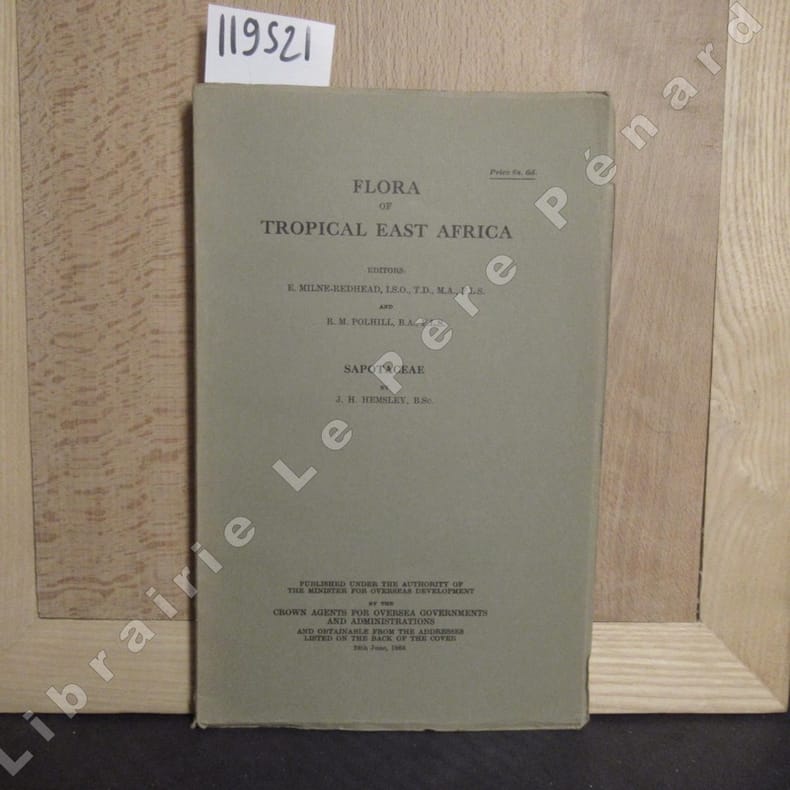 119521
Price 6s. 6d.
FLORA
OF
TROPICAL EAST AFRICA
EDITORS:
E. MILNE-REDHEAD, I.S.O., T.D., M.A., F.L.S.
AND
R. M. POLHILL, B.A., F.L.S.
SAPOTACEAE
BY
J. H. HEMSLEY, B.Sc.
PUBLISHED UNDER THE AUTHORITY OF
THE MINISTER FOR OVERSEAS DEVELOPMENT
BY THE
CROWN AGENTS FOR OVERSEA GOVERNMENTS
AND ADMINISTRATIONS
AND OBTAINABLE FROM THE ADDRESSES
LISTED ON THE BACK OF THE COVER
June, 1968
Librairie Le Père Pénard